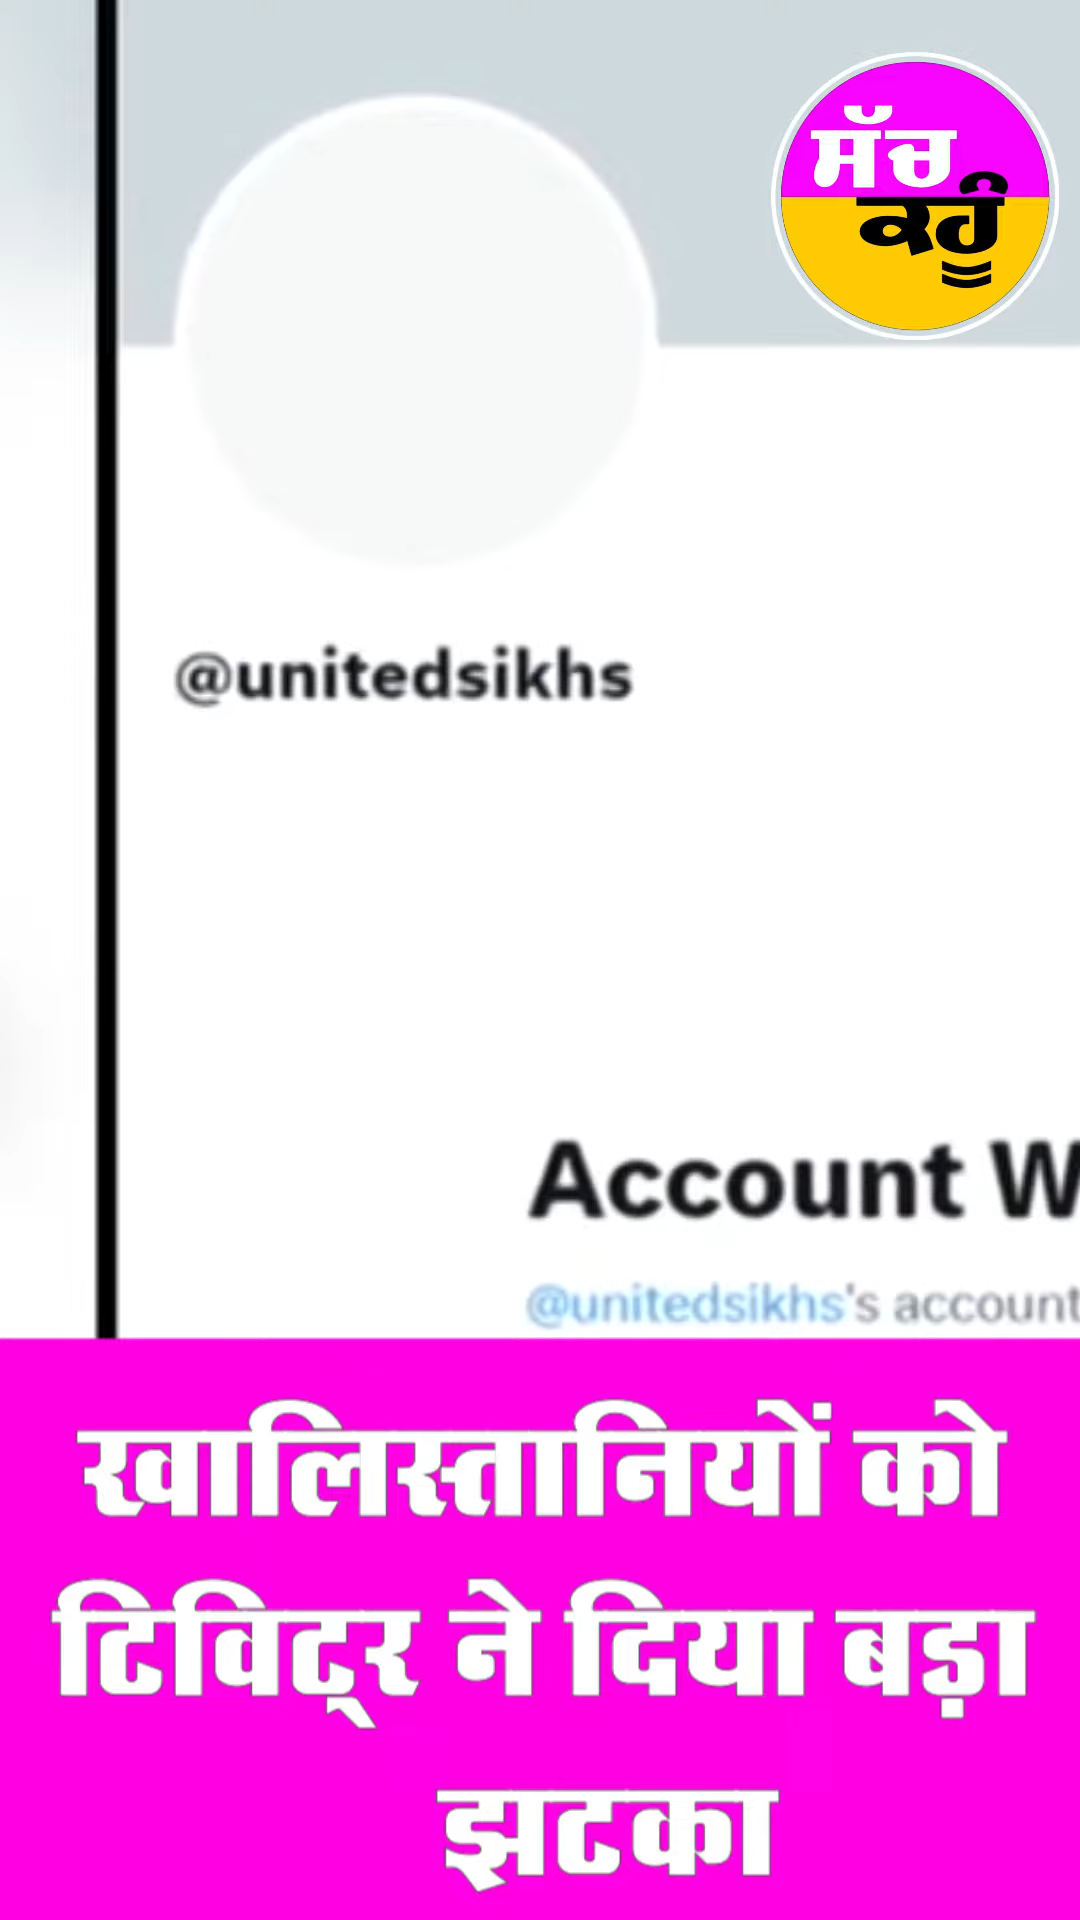 ਸੱਚ
ਕਹੂੰ
@unitedsikhs
Account W
@unitedsikhs's account
खालिस्तानियों को
टिविट्र ने दिया बड़ा
झटका